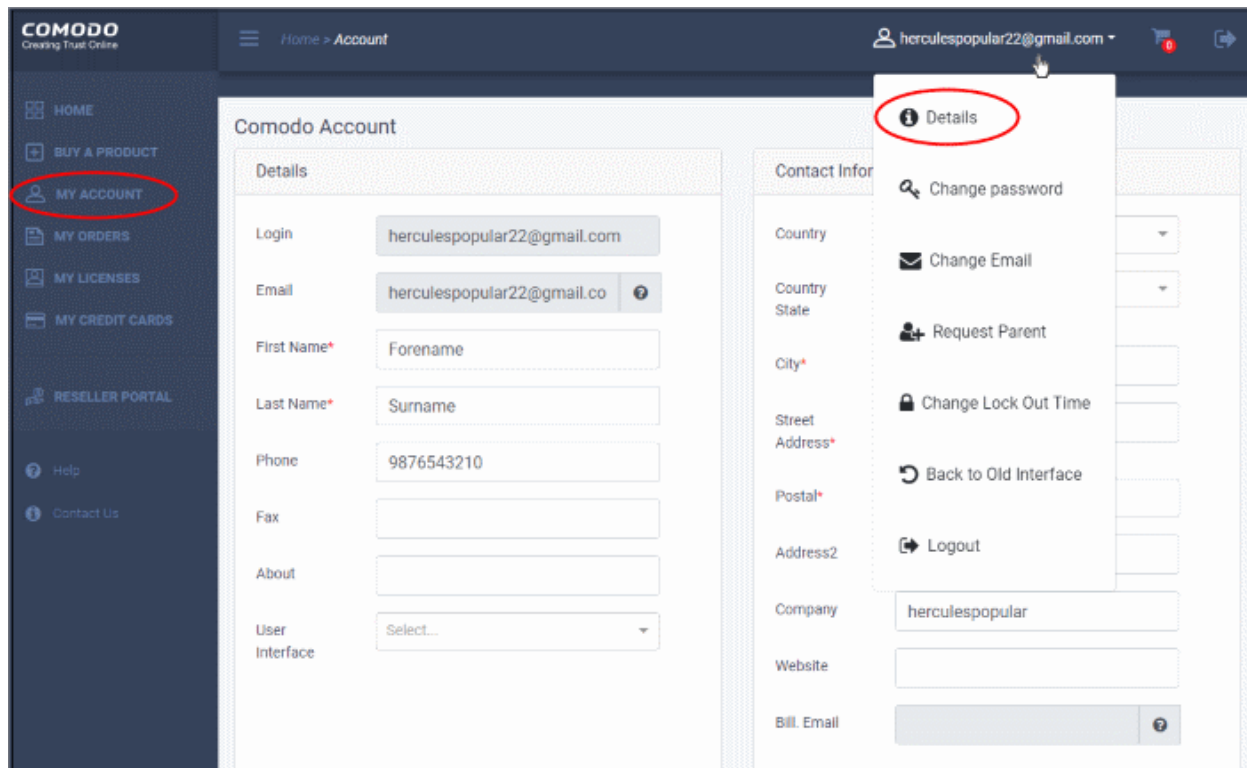 COMODO
Creating Trust Online
Home > Account
herculespopular22@gmail.com
0
HOME
BUY A PRODUCT
MY ACCOUNT
MY ORDERS
MY LICENSES
MY CREDIT CARDS
RESELLER PORTAL
Help
Contact Us
Comodo Account
Details
Login
herculespopular22@gmail.com
Email
herculespopular22@gmail.co
First Name*
Forename
Last Name*
Surname
Phone
9876543210
Fax
About
User
Interface
Select...
Contact Infor
Country
Country
State
City*
Street
Address*
Postal*
Address2
Company
herculespopular
Website
Bill. Email
Details
Change password
Change Email
Request Parent
Change Lock Out Time
Back to Old Interface
Logout